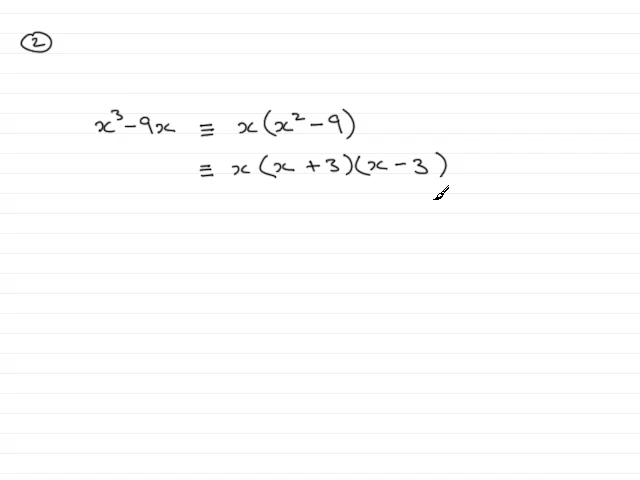 ②
x³ - 9x ≡ x(x² - 9)
≡ x(x + 3)(x - 3)